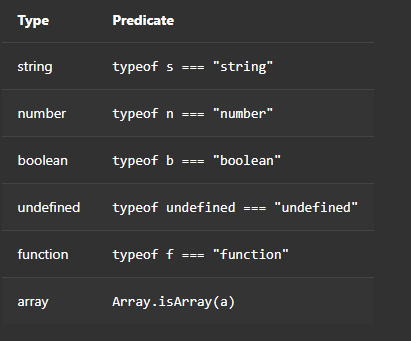 Type Predicate
string typeof s === "string"
number typeof n === "number"
boolean typeof b === "boolean"
undefined typeof undefined === "undefined"
function typeof f === "function"
array Array.isArray(a)